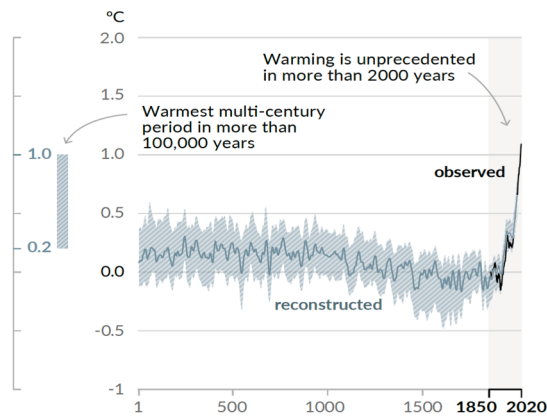 °C
2.0
Warming is unprecedented
in more than 2000 years
1.5
Warmest multi-century
period in more than
100,000 years
1.0
1.0
observed
0.5
0.2
0.0
reconstructed
-0.5
-1
1 500 1000 1500 1850 2020